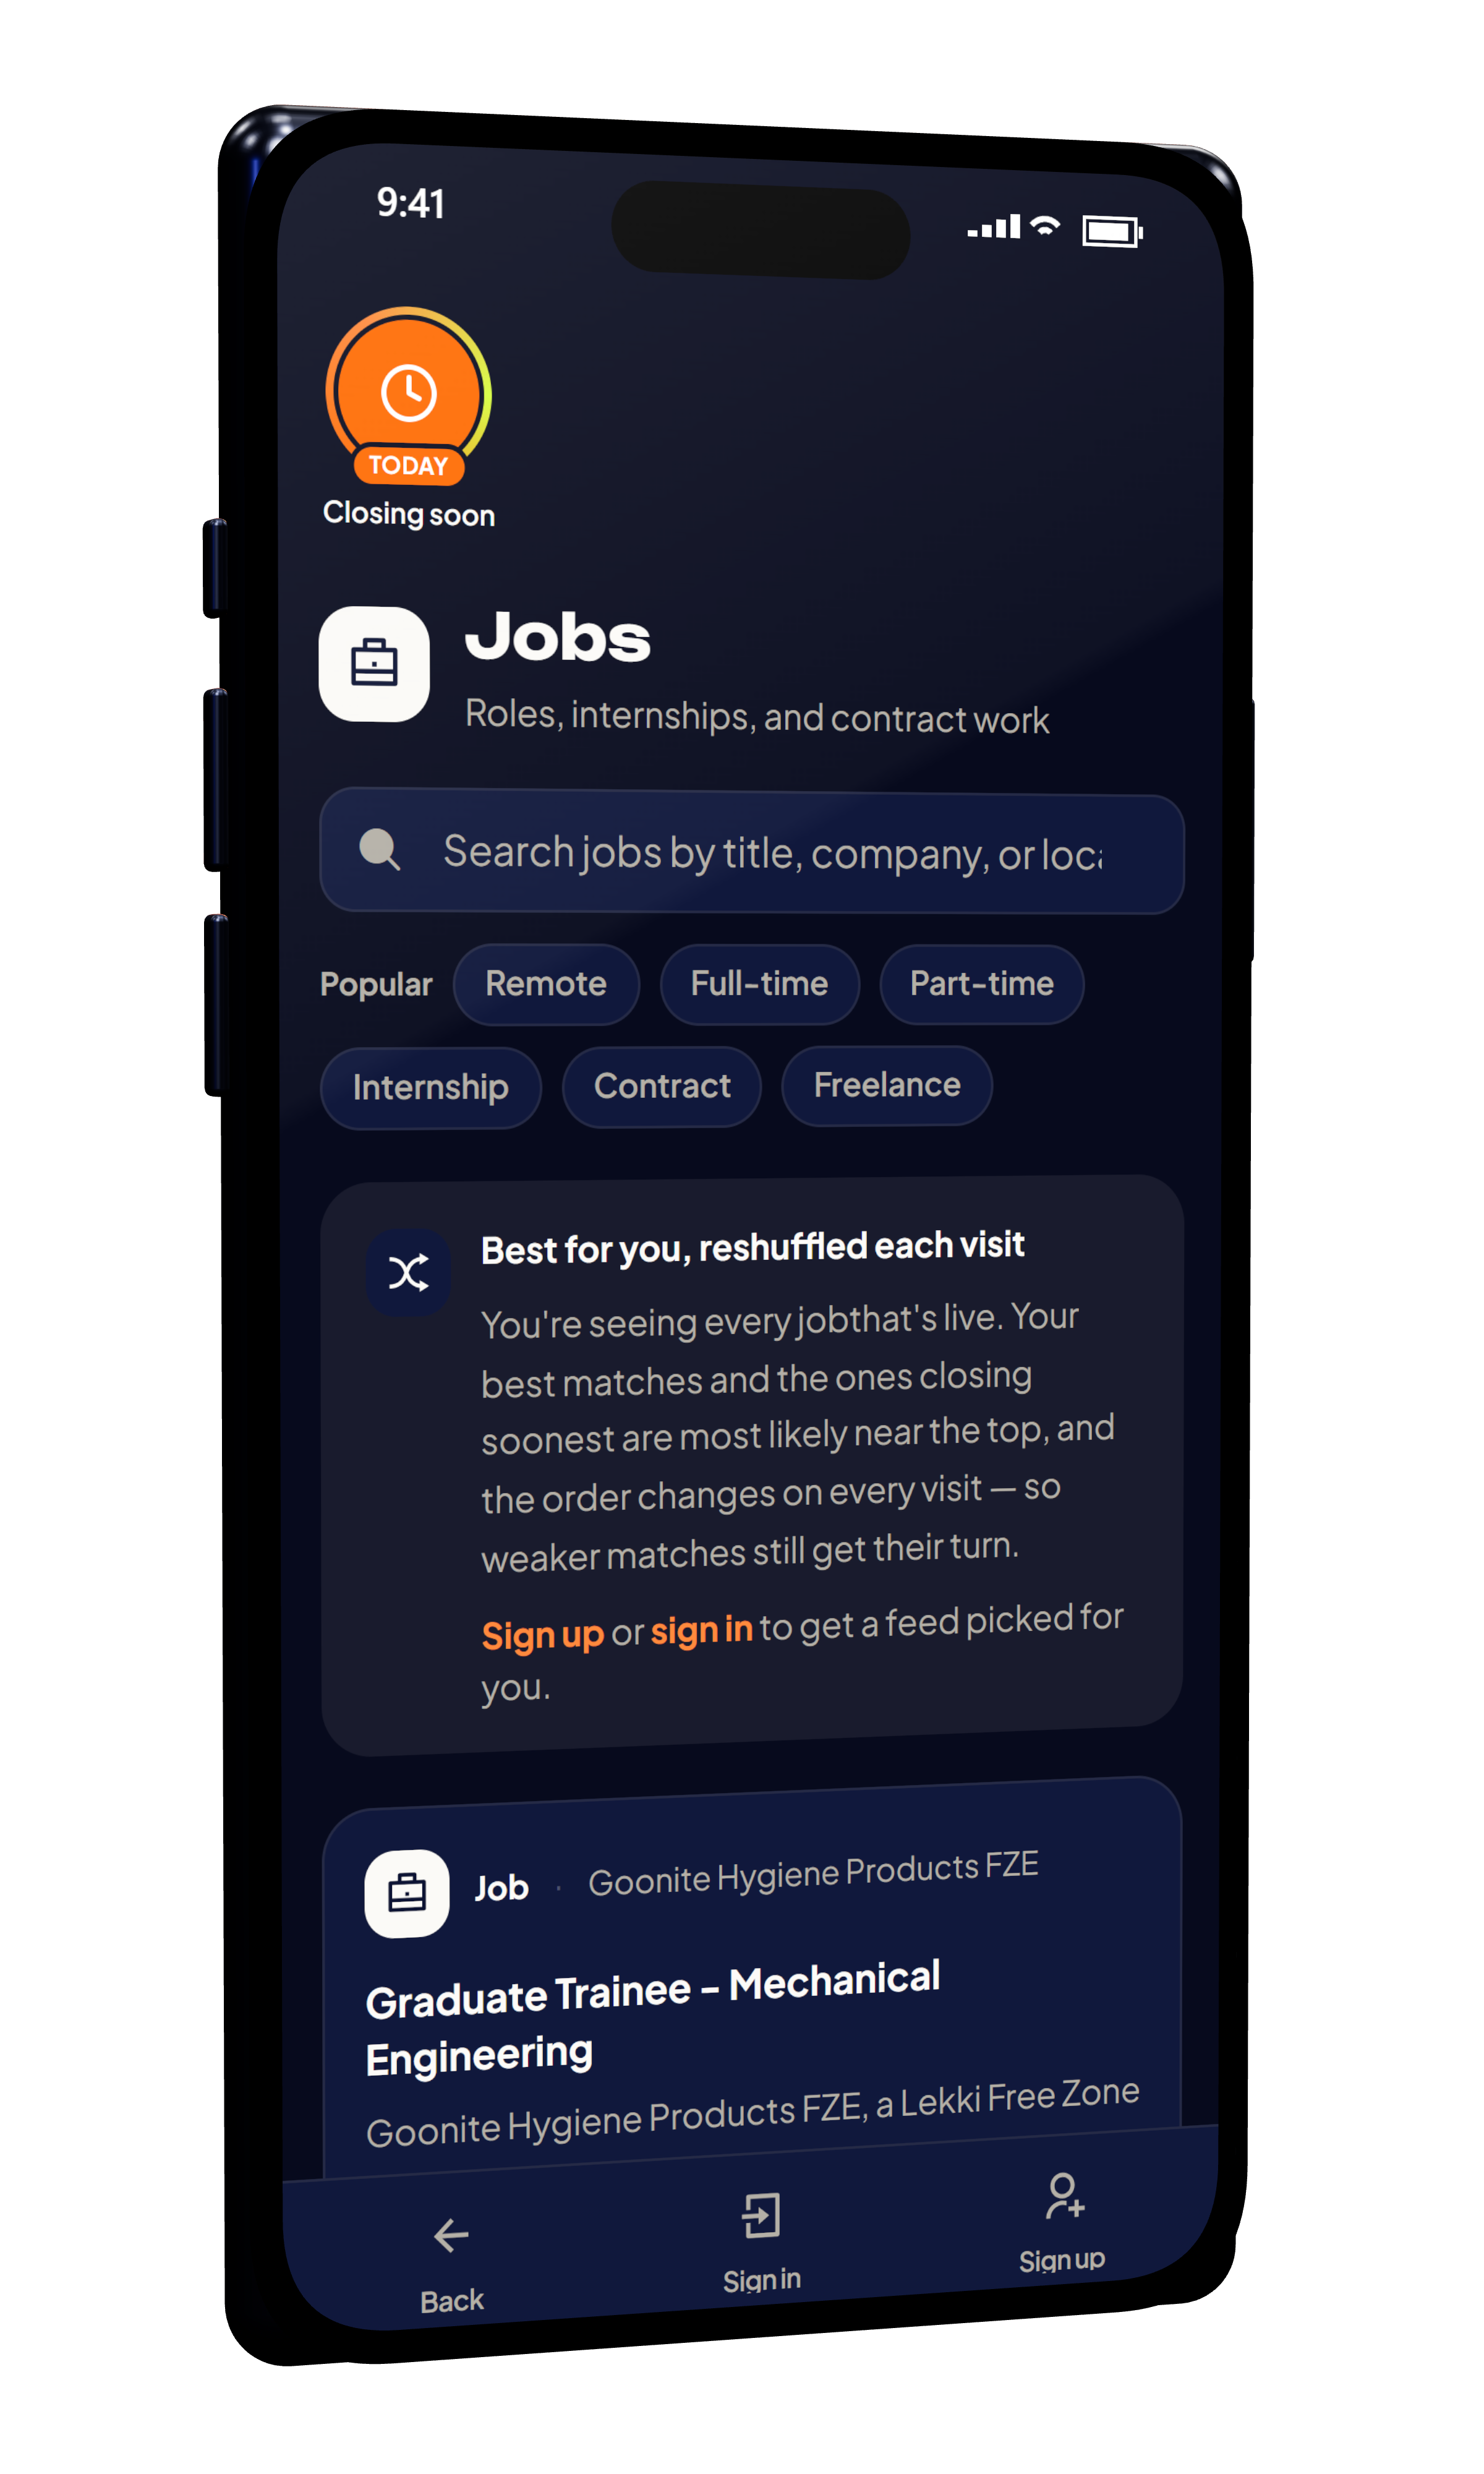 9:41
TODAY
Closing soon
Jobs
Roles, internships, and contract work
Search jobs by title, company, or loca
Popular Remote Full-time Part-time
Internship Contract Freelance
Best for you, reshuffled each visit
You're seeing every jobthat's live. Your
best matches and the ones closing
soonest are most likely near the top, and
the order changes on every visit — so
weaker matches still get their turn.
Sign up or sign in to get a feed picked for
you.
Job · Goonite Hygiene Products FZE
Graduate Trainee – Mechanical
Engineering
Goonite Hygiene Products FZE, a Lekki Free Zone
Back Sign in Sign up